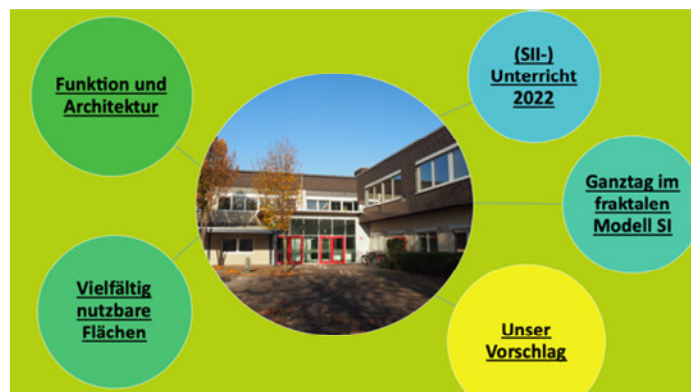 Funktion und
Architektur
(SII-)
Unterricht
2022
Ganztag im
fraktalen
Modell SI
Vielfältig
nutzbare
Flächen
Unser
Vorschlag